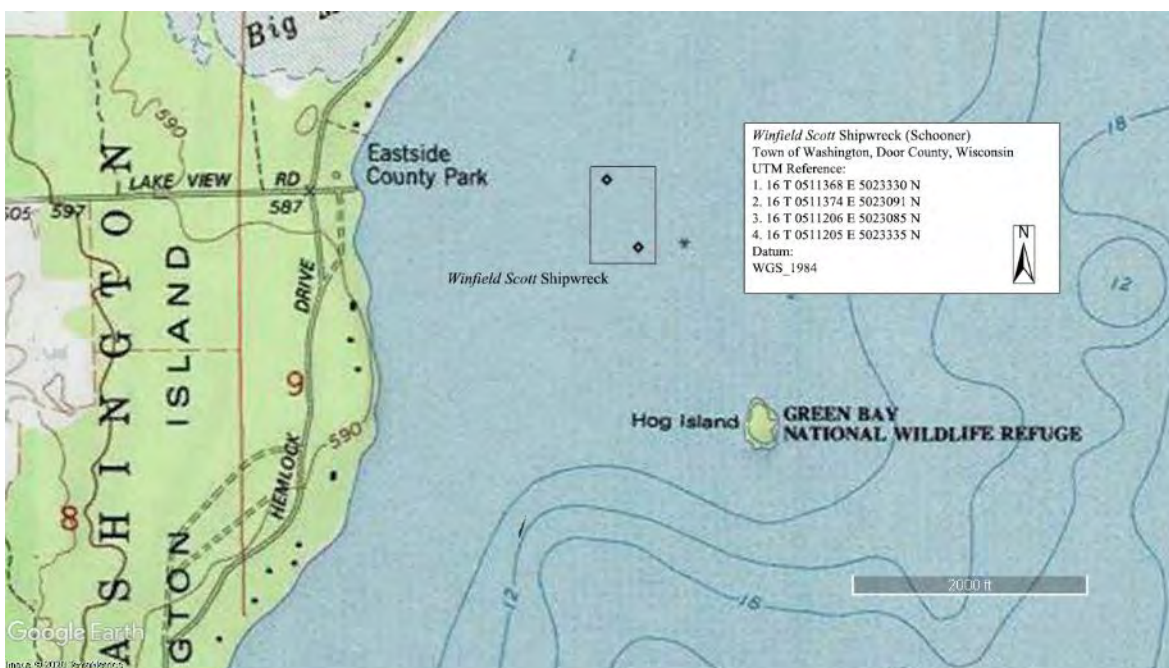 Big
590
Eastside
County Park
LAKE VIEW RD
597
587
WASHINGTON
ISLAND
DRIVE
HEMLOCK
9
590
8
GTON
Winfield Scott Shipwreck
Winfield Scott Shipwreck (Schooner)
Town of Washington, Door County, Wisconsin
UTM Reference:
1. 16 T 0511368 E 5023330 N
2. 16 T 0511374 E 5023091 N
3. 16 T 0511206 E 5023085 N
4. 16 T 0511205 E 5023335 N
Datum:
WGS_1984
N
18
12
Hog Island
GREEN BAY
NATIONAL WILDLIFE REFUGE
12
18
2000 ft
Google Earth